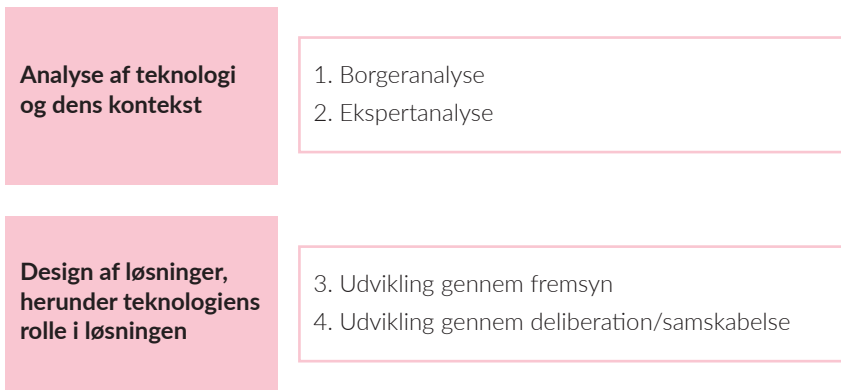 Analyse af teknologi
og dens kontekst
1. Borgeranalyse
2. Ekspertanalyse
Design af løsninger,
herunder teknologiens
rolle i løsningen
3. Udvikling gennem fremsyn
4. Udvikling gennem deliberation/samskabelse